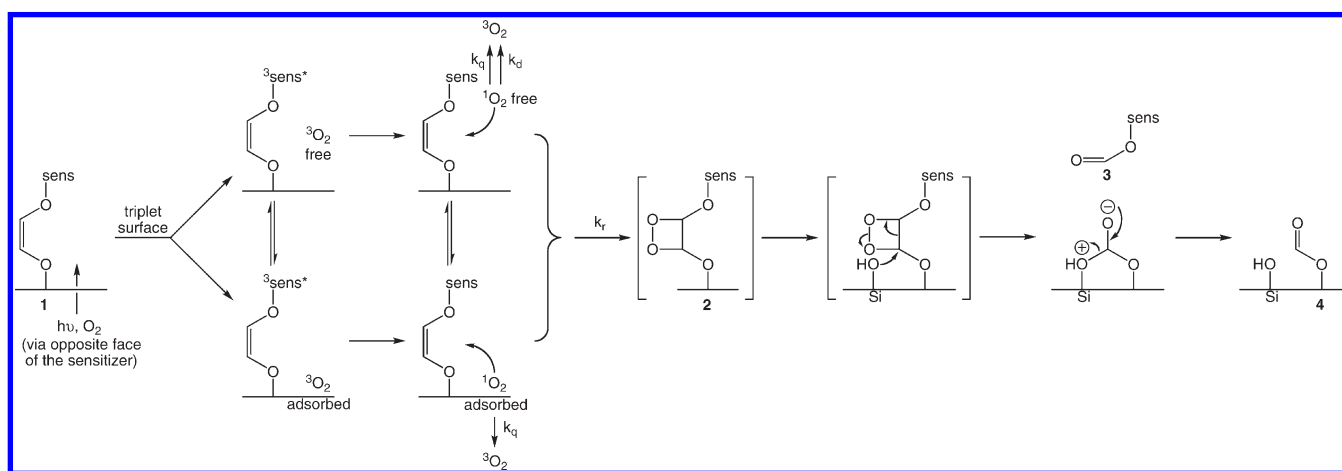 sens
O
O
1
hυ, O₂
(via opposite face
of the sensitizer)
triplet
surface
³sens*
O
O
³O₂
free
³sens*
O
O
³O₂
adsorbed
³O₂
k_q
k_d
¹O₂ free
sens
O
O
sens
O
O
¹O₂
adsorbed
k_q
³O₂
k_r
sens
O
O
O
O
2
sens
O
O
O
HO
O
Si
sens
O
O
3
⊖
O
⊕
HO
O
Si
O
HO
O
Si
4